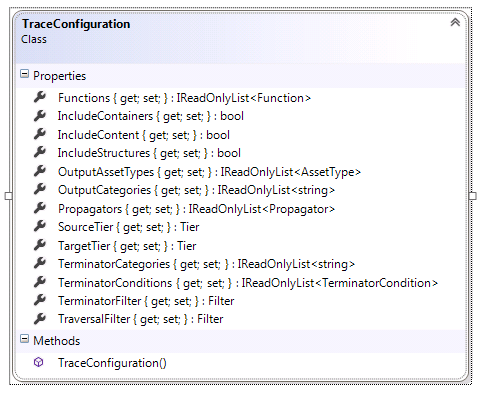 TraceConfiguration
Class
Properties
Functions { get; set; } : IReadOnlyList<Function>
IncludeContainers { get; set; } : bool
IncludeContent { get; set; } : bool
IncludeStructures { get; set; } : bool
OutputAssetTypes { get; set; } : IReadOnlyList<AssetType>
OutputCategories { get; set; } : IReadOnlyList<string>
Propagators { get; set; } : IReadOnlyList<Propagator>
SourceTier { get; set; } : Tier
TargetTier { get; set; } : Tier
TerminatorCategories { get; set; } : IReadOnlyList<string>
TerminatorConditions { get; set; } : IReadOnlyList<TerminatorCondition>
TerminatorFilter { get; set; } : Filter
TraversalFilter { get; set; } : Filter
Methods
TraceConfiguration()